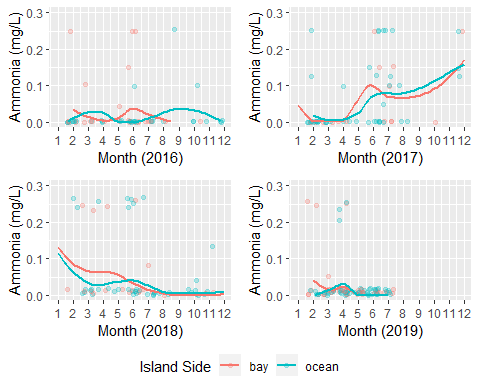 0.3 0.3
0.2 0.2
0.1 0.1
0.0 0.0
Ammonia (mg/L) Ammonia (mg/L)
1 2 3 4 5 6 7 8 9 10 11 12 1 2 3 4 5 6 7 8 9 10 11 12
Month (2016) Month (2017)
0.3 0.3
0.2 0.2
0.1 0.1
0.0 0.0
Ammonia (mg/L) Ammonia (mg/L)
1 2 3 4 5 6 7 8 9 10 11 12 1 2 3 4 5 6 7 8 9 10 11 12
Month (2018) Month (2019)
Island Side bay ocean